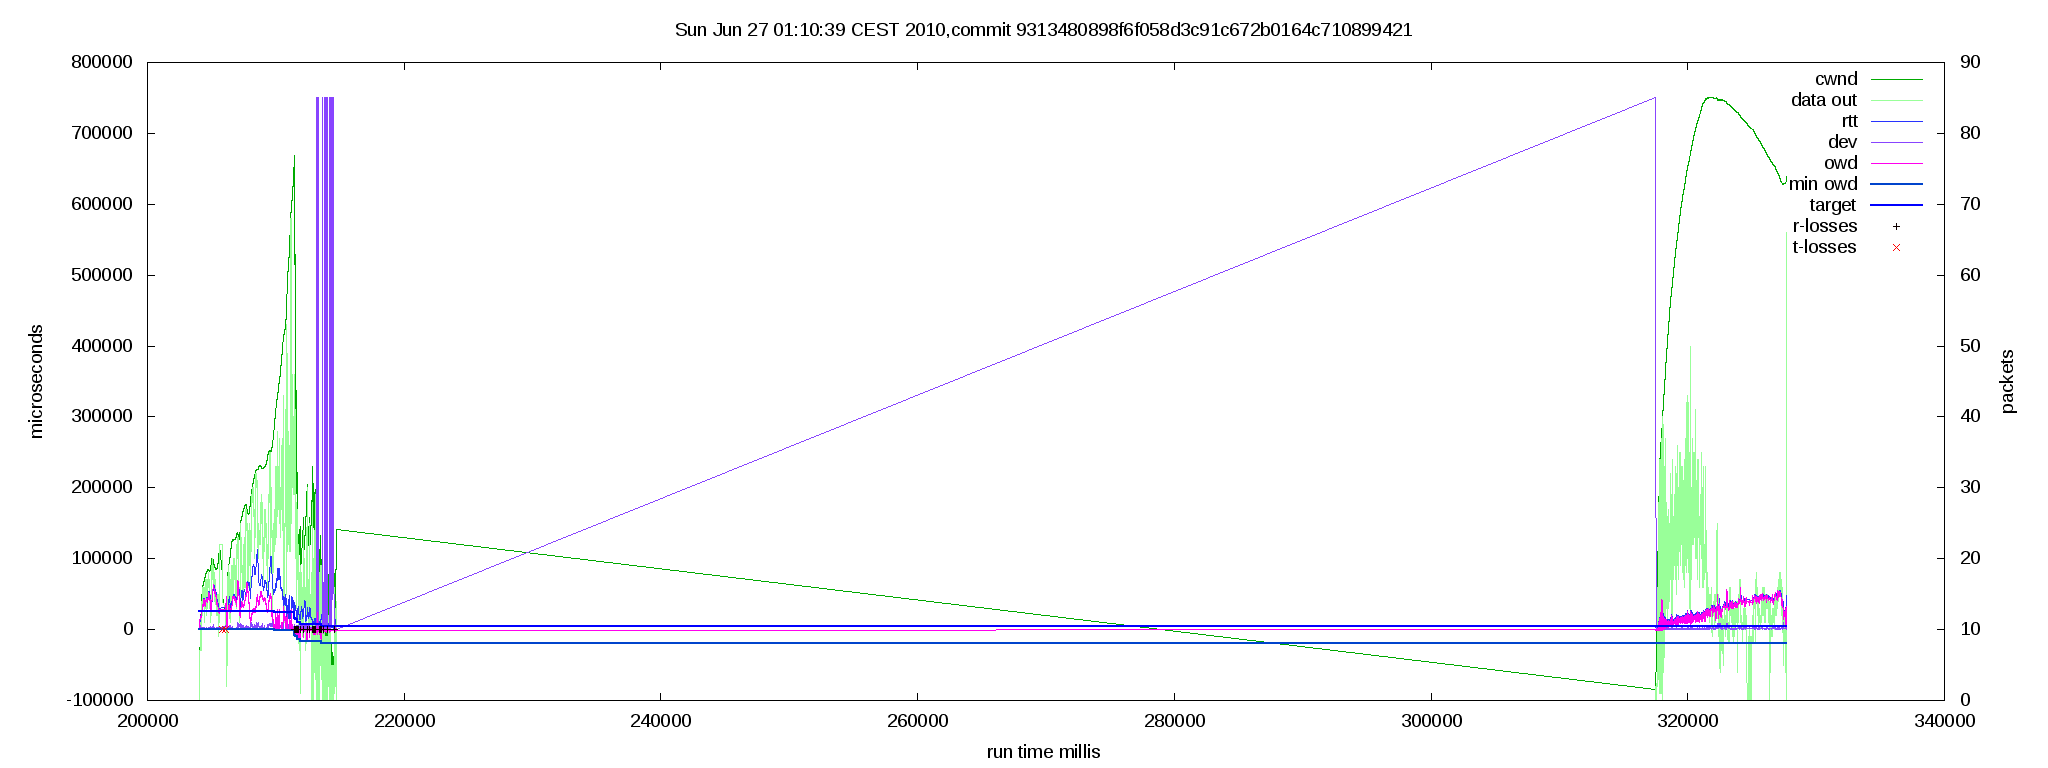 Sun Jun 27 01:10:39 CEST 2010,commit 9313480898f6f058d3c91c672b0164c710899421
800000
700000
600000
500000
400000
300000
200000
100000
0
-100000
microseconds
90
80
70
60
50
40
30
20
10
0
packets
cwnd
data out
rtt
dev
owd
min owd
target
r-losses
t-losses
200000 220000 240000 260000 280000 300000 320000 340000
run time millis